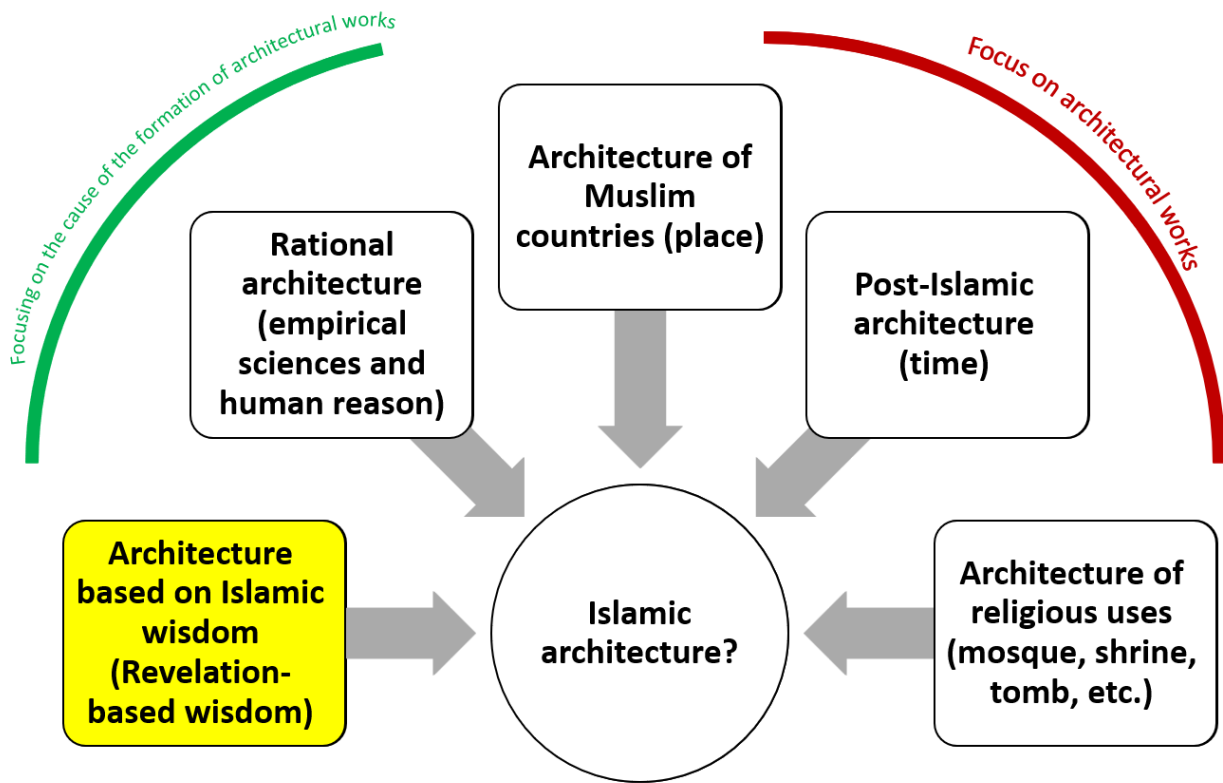 Focusing on the cause of the formation of architectural works
Focus on architectural works
Architecture of
Muslim
countries (place)
Rational
architecture
(empirical
sciences and
human reason)
Post-Islamic
architecture
(time)
Architecture
based on Islamic
wisdom
(Revelation-
based wisdom)
Islamic
architecture?
Architecture of
religious uses
(mosque, shrine,
tomb, etc.)